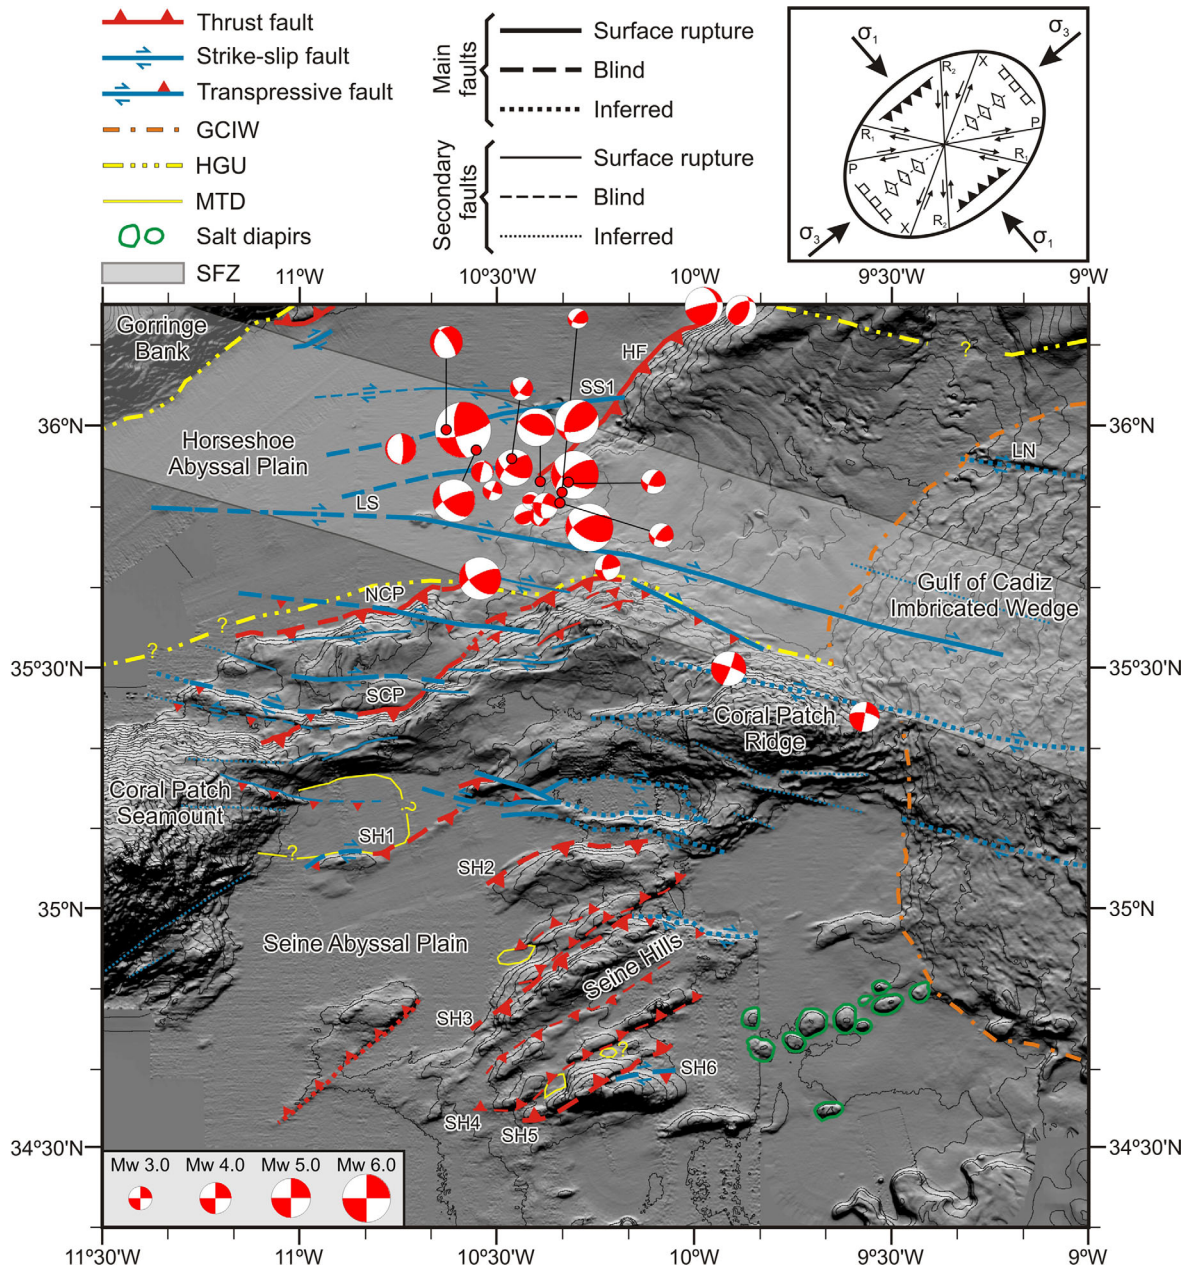 Thrust fault
Strike-slip fault
Transpressive fault
GCIW
HGU
MTD
Salt diapirs
SFZ
Main
faults
Surface rupture
Blind
Inferred
Secondary
faults
Surface rupture
Blind
Inferred
σ1
σ3
R2
X
R1
P
P
R1
X
R2
σ3
σ1
11°W
10°30'W
10°W
9°30'W
9°W
Gorringe
Bank
HF
SS1
?
36°N
36°N
Horseshoe
Abyssal Plain
LN
LS
Gulf of Cadiz
Imbricated Wedge
NCP
?
?
35°30'N
35°30'N
SCP
Coral Patch
Ridge
Coral Patch
Seamount
?
SH1
?
SH2
35°N
35°N
Seine Abyssal Plain
Seine Hills
SH3
?
SH6
SH4
SH5
34°30'N
34°30'N
Mw 3.0
Mw 4.0
Mw 5.0
Mw 6.0
11°30'W
11°W
10°30'W
10°W
9°30'W
9°W